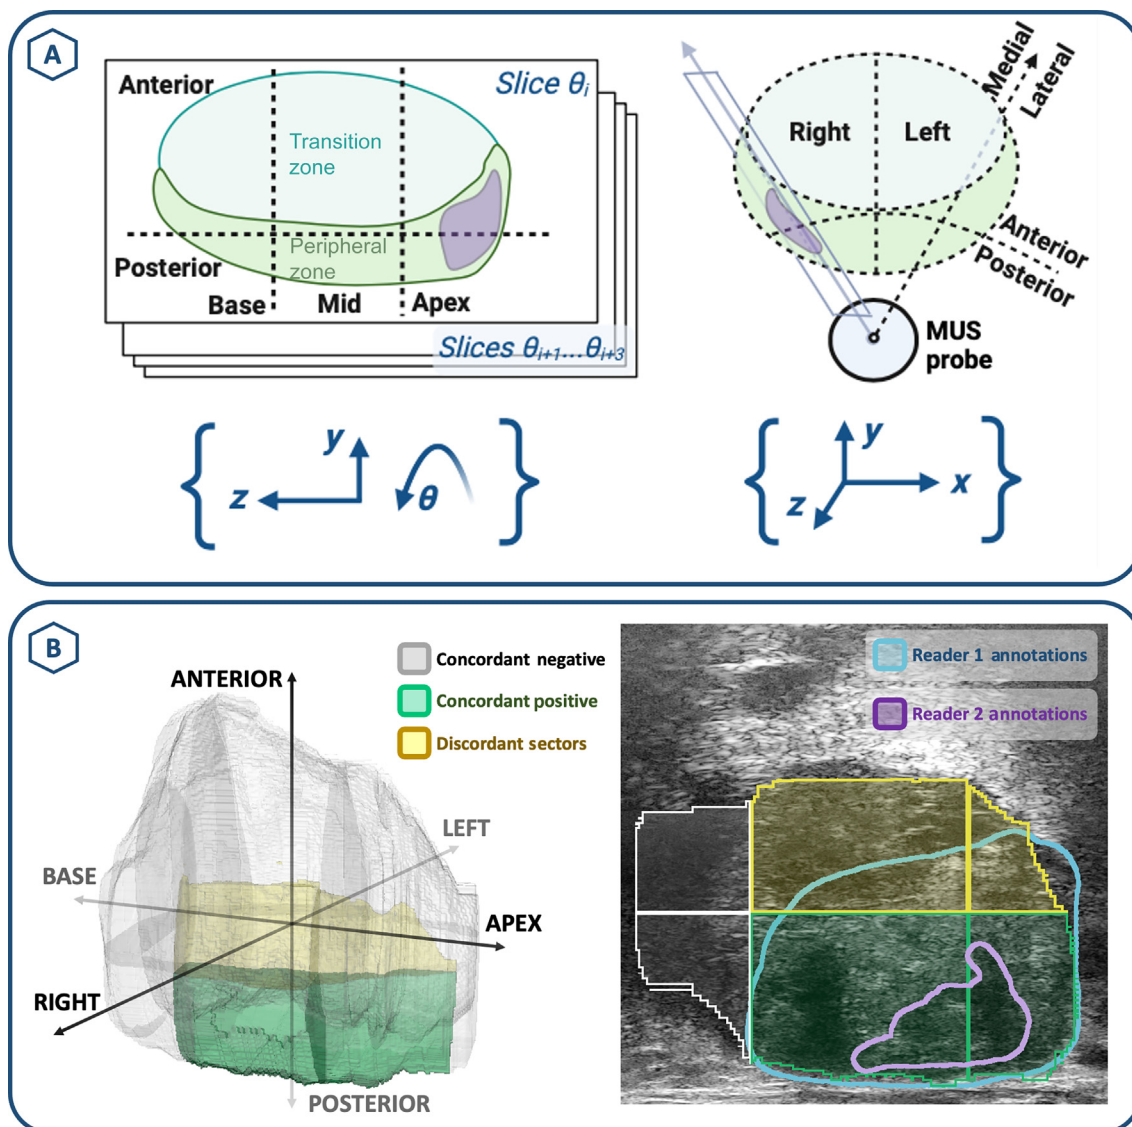 A
Anterior
Slice θi
Transition
zone
Posterior
Peripheral
zone
Base
Mid
Apex
Slices θi+1...θi+3
Right
Left
Medial
Lateral
Anterior
Posterior
MUS
probe
{ z y θ }
{ z y x }
B
Concordant negative
Concordant positive
Discordant sectors
ANTERIOR
LEFT
BASE
APEX
RIGHT
POSTERIOR
Reader 1 annotations
Reader 2 annotations